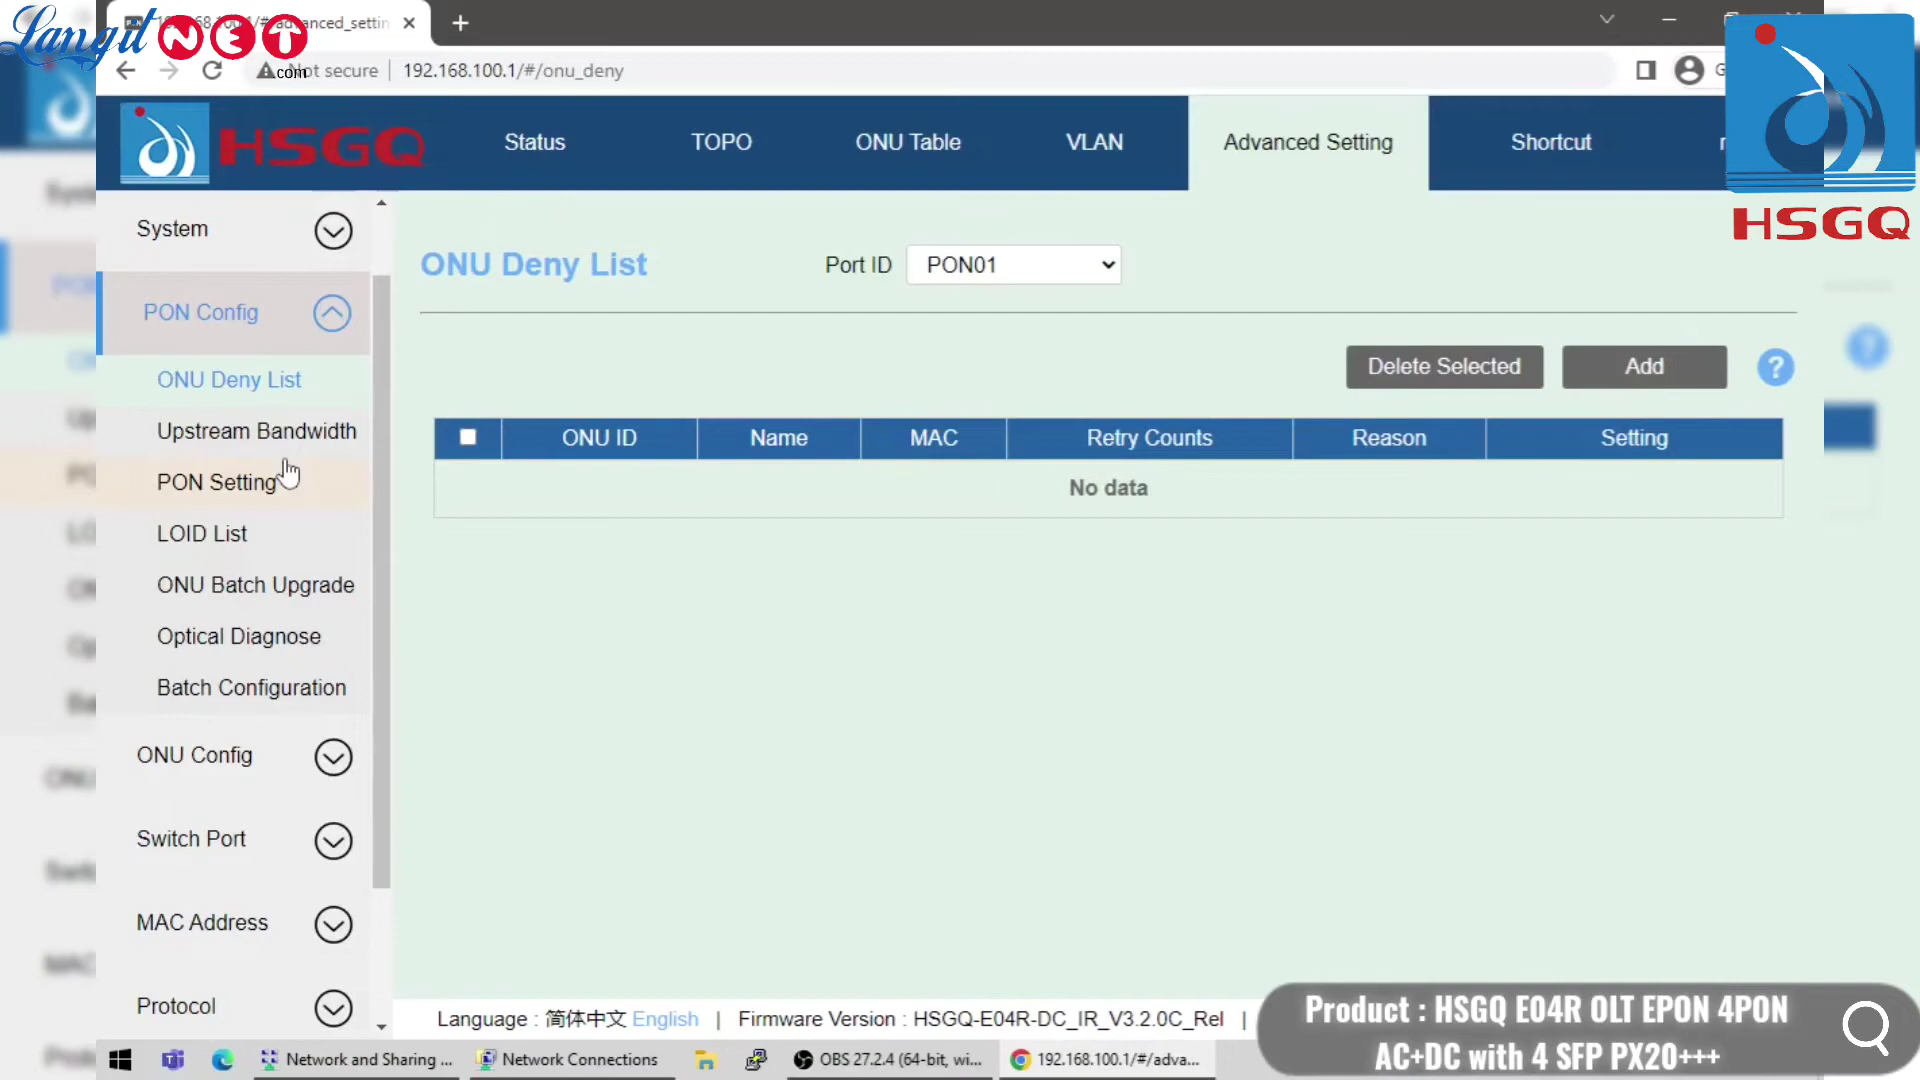 Langit NET
.com
Not secure
192.168.100.1/#/onu_deny
HSGQ
Status
TOPO
ONU Table
VLAN
Advanced Setting
Shortcut
HSGQ
System
PON Config
ONU Deny List
Upstream Bandwidth
PON Setting
LOID List
ONU Batch Upgrade
Optical Diagnose
Batch Configuration
ONU Config
Switch Port
MAC Address
Protocol
ONU Deny List
Port ID
PON01
Delete Selected
Add
?
ONU ID
Name
MAC
Retry Counts
Reason
Setting
No data
Language : 简体中文 English | Firmware Version : HSGQ-E04R-DC_IR_V3.2.0C_Rel |
Product : HSGQ E04R OLT EPON 4PON
AC+DC with 4 SFP PX20+++
Network and Sharing ...
Network Connections
OBS 27.2.4 (64-bit, wi...
192.168.100.1/#/adva...